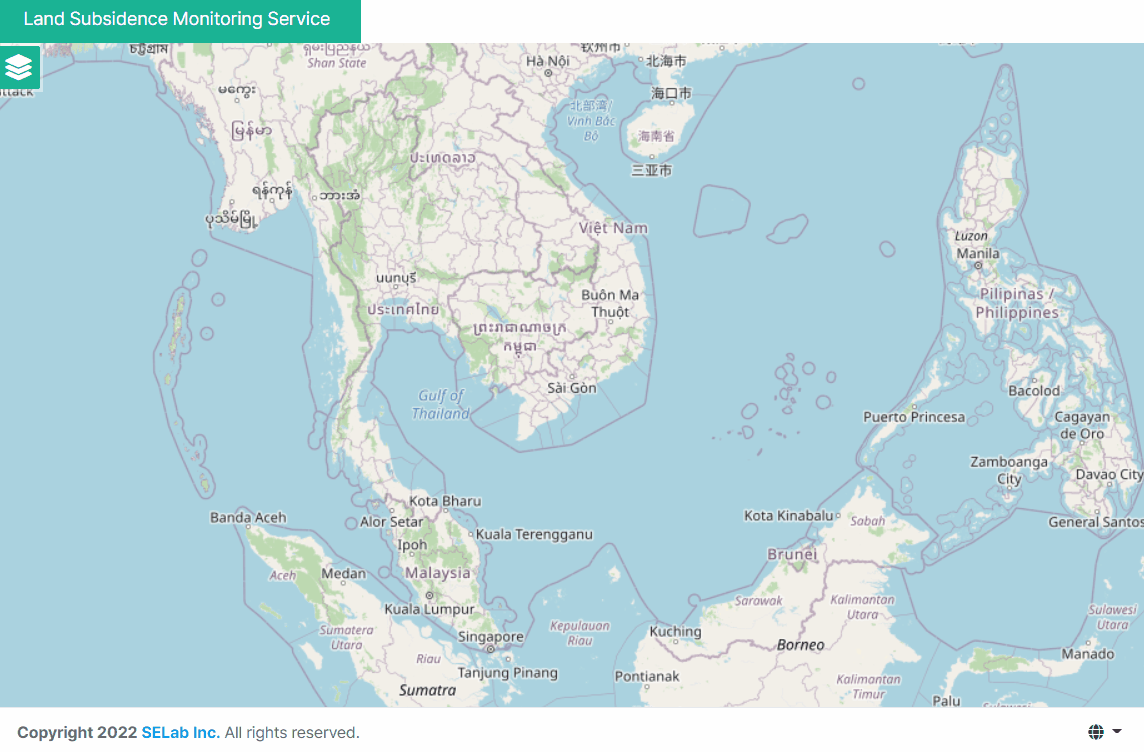 Land Subsidence Monitoring Service
စစ်တကောင်း
ရှမ်းပြည်နယ်
Shan State
钦州市
Hà Nội
北海市
မကွေး
北部湾/
Vịnh Bắc
Bộ
海口市
မြန်မာ
海南省
ປະເທດລາວ
三亚市
ရန်ကုန်
ဘားအံ
ပုသိမ်မြို့
Việt Nam
Luzon
Manila
นนทบุรี
ประเทศไทย
Buôn Ma
Thuột
Pilipinas /
Philippines
ព្រះរាជាណាចក្រ
កម្ពុជា
Sài Gòn
Gulf of
Thailand
Bacolod
Puerto Princesa
Cagayan
de Oro
Zamboanga
City
Davao City
Kota Bharu
Banda Aceh
Alor Setar
Kuala Terengganu
Kota Kinabalu
Sabah
General Santos
Ipoh
Brunei
Aceh
Medan
Malaysia
Kuala Lumpur
Sarawak
Kalimantan
Utara
Sulawesi
Utara
Sumatera
Utara
Singapore
Kepulauan
Riau
Kuching
Borneo
Manado
Riau
Tanjung Pinang
Pontianak
Sumatra
Kalimantan
Timur
Palu
Copyright 2022 SELab Inc. All rights reserved.